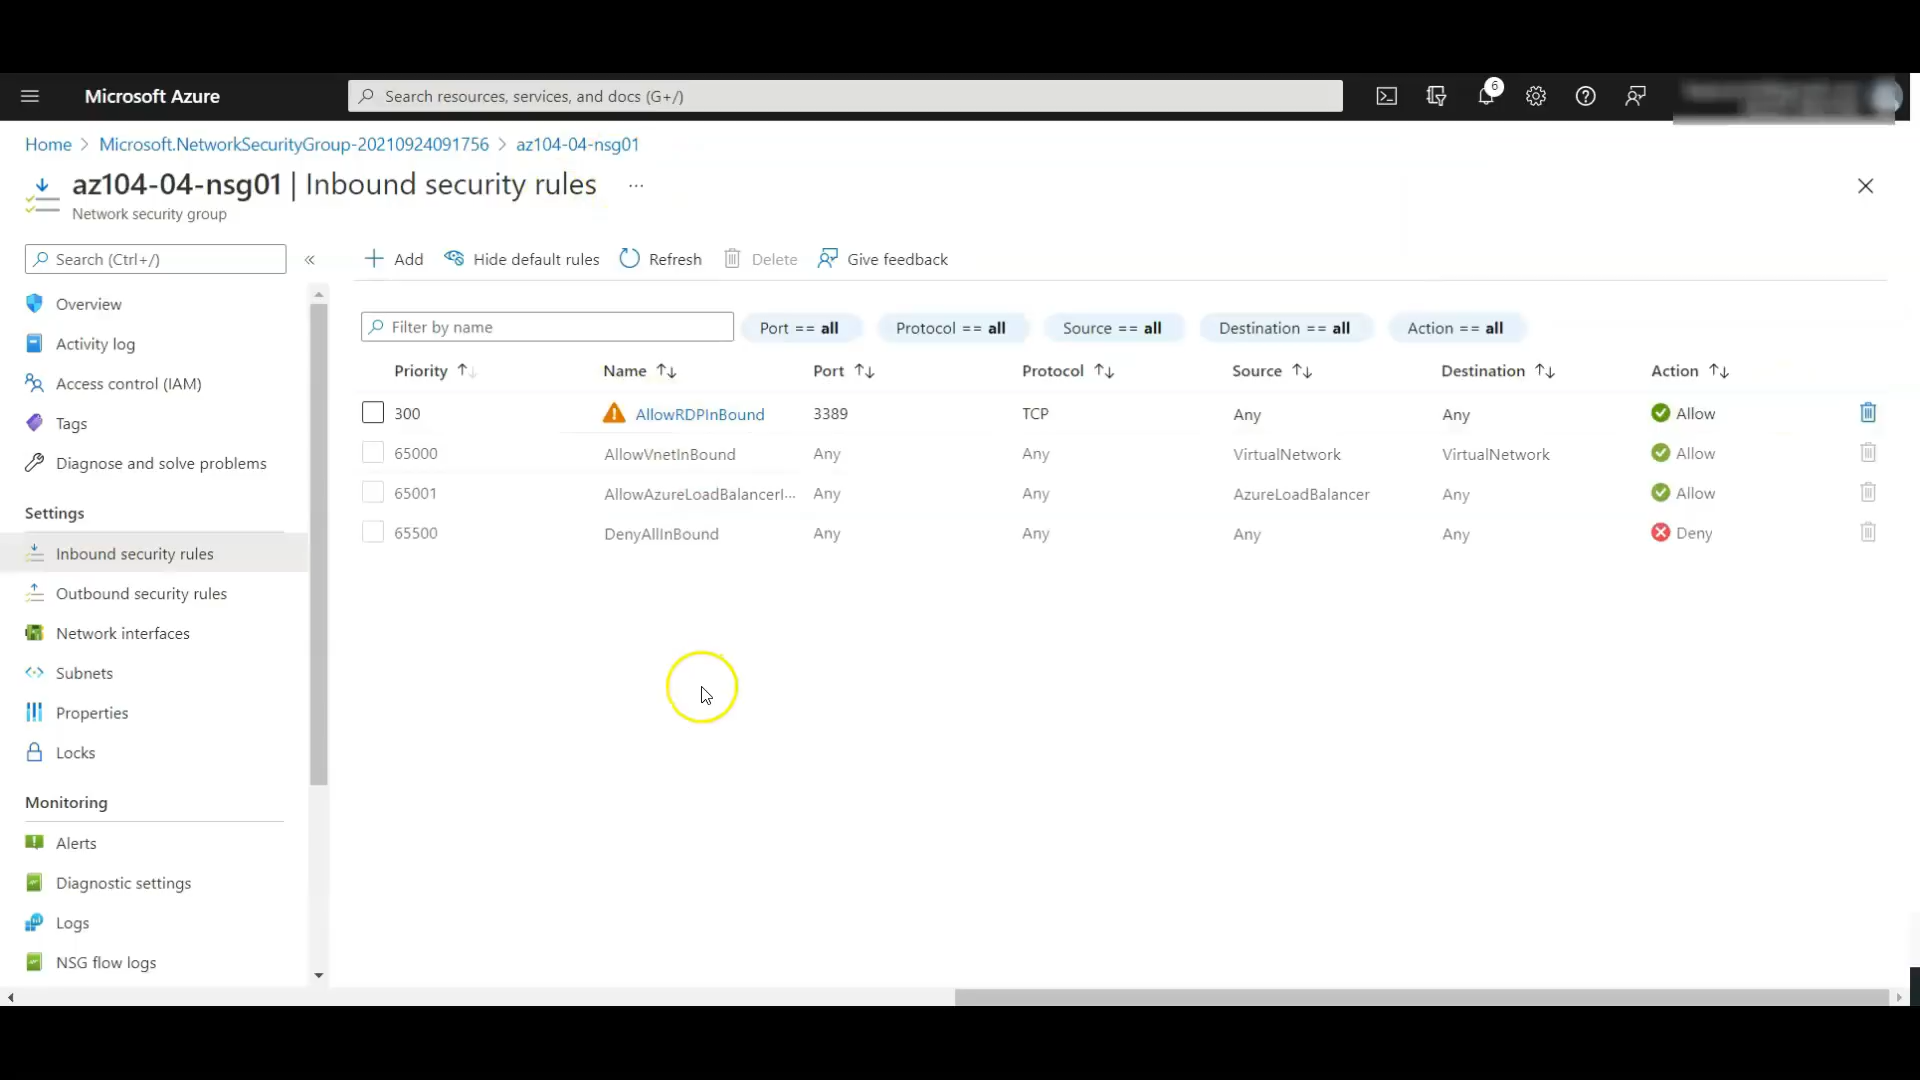 Microsoft Azure
Search resources, services, and docs (G+/)
6
Home > Microsoft.NetworkSecurityGroup-20210924091756 > az104-04-nsg01
az104-04-nsg01 | Inbound security rules ...
Network security group
Search (Ctrl+/) «
Add Hide default rules Refresh Delete Give feedback
Overview
Activity log
Access control (IAM)
Tags
Diagnose and solve problems
Settings
Inbound security rules
Outbound security rules
Network interfaces
Subnets
Properties
Locks
Monitoring
Alerts
Diagnostic settings
Logs
NSG flow logs
Filter by name Port == all Protocol == all Source == all Destination == all Action == all
Priority Name Port Protocol Source Destination Action
300 AllowRDPInBound 3389 TCP Any Any Allow
65000 AllowVnetInBound Any Any VirtualNetwork VirtualNetwork Allow
65001 AllowAzureLoadBalancerI... Any Any AzureLoadBalancer Any Allow
65500 DenyAllInBound Any Any Any Any Deny